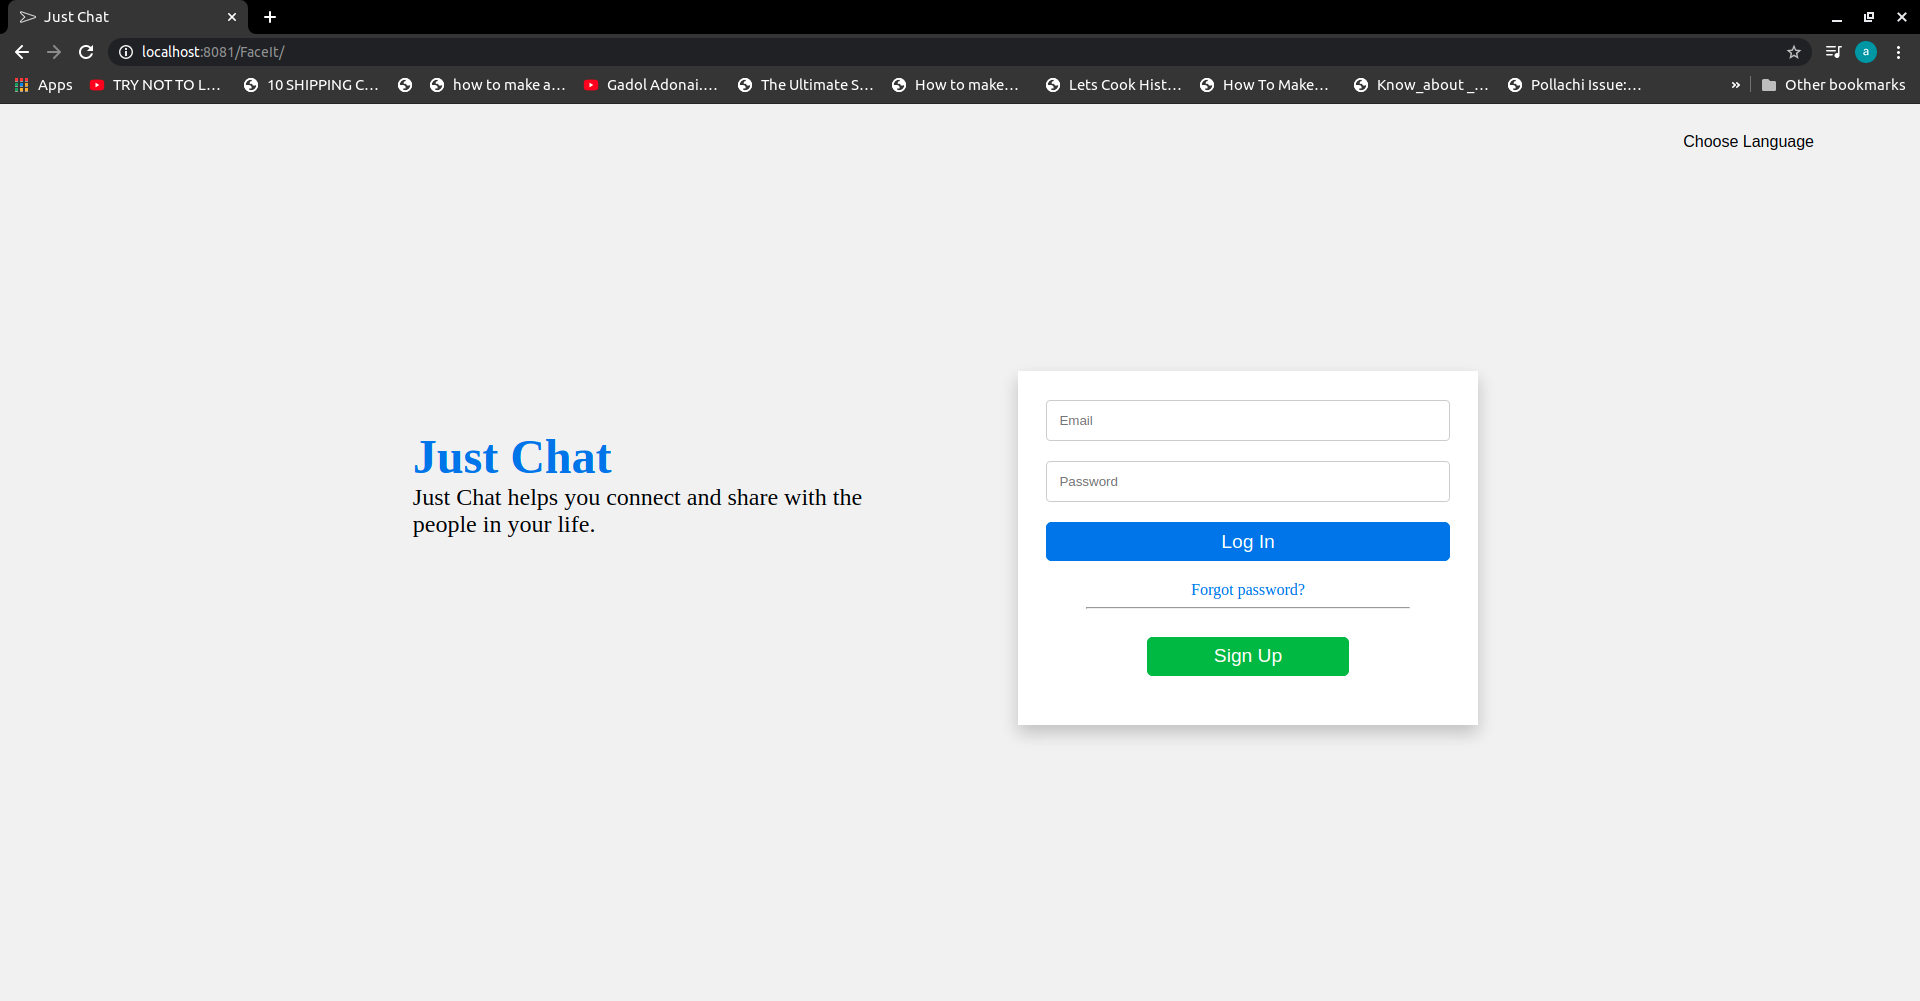 Just Chat
localhost:8081/FaceIt/
a
Apps
TRY NOT TO L...
10 SHIPPING C...
how to make a...
Gadol Adonai....
The Ultimate S...
How to make...
Lets Cook Hist...
How To Make...
Know_about _...
Pollachi Issue:...
»
Other bookmarks
Choose Language
Just Chat
Just Chat helps you connect and share with the
people in your life.
Email
Password
Log In
Forgot password?
Sign Up